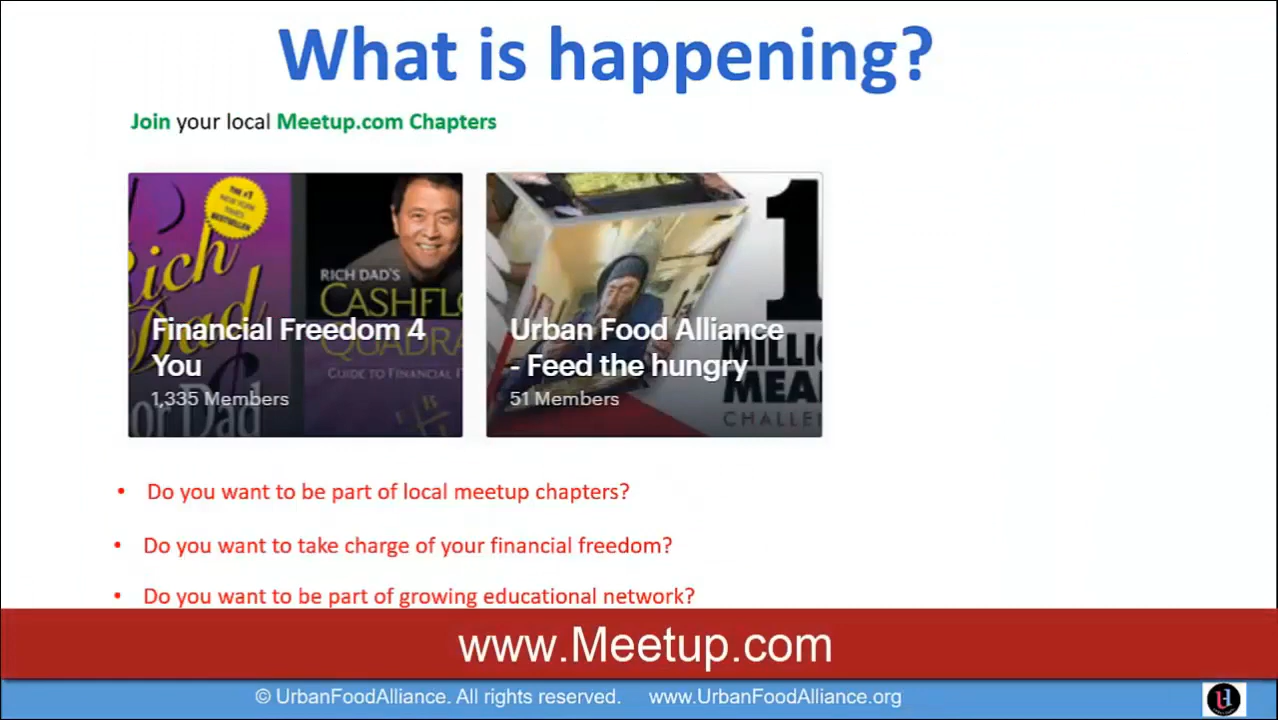 What is happening?
Join your local Meetup.com Chapters
THE #1
NEW YORK
TIMES
BESTSELLER
Rich
Dad
or Dad
RICH DAD'S
CASHFL
QUADRA
GUIDE TO FINANCIAL F
E B
Financial Freedom 4
You
1,335 Members
1
MILLI
MEA
CHALLE
Urban Food Alliance
- Feed the hungry
51 Members
• Do you want to be part of local meetup chapters?
• Do you want to take charge of your financial freedom?
• Do you want to be part of growing educational network?
www.Meetup.com
© UrbanFoodAlliance. All rights reserved. www.UrbanFoodAlliance.org